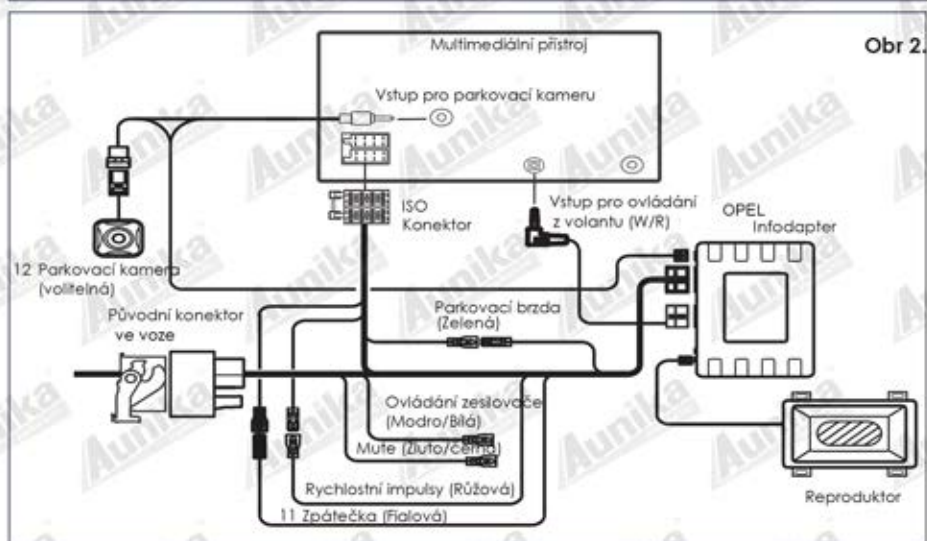 Obr 2.
Multimediální přístroj
Vstup pro parkovací kameru
ISO
Konektor
Vstup pro ovládání
z volantu (W/R)
OPEL
Infodapter
12 Parkovací kamera
(volitelná)
Původní konektor
ve voze
Parkovací brzda
(Zelená)
Ovládání zesilovače
(Modro/Bílá)
Mute (Žluto/černá)
Rychlostní impulsy (Růžová)
11 Zpátečka (Fialová)
Reproduktor
Aunika